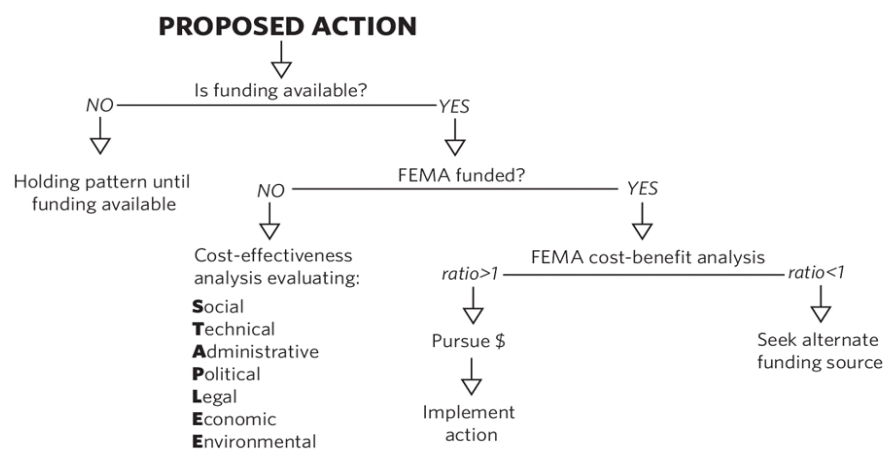 PROPOSED ACTION
Is funding available?
NO
YES
Holding pattern until
funding available
FEMA funded?
NO
YES
Cost-effectiveness
analysis evaluating:
Social
Technical
Administrative
Political
Legal
Economic
Environmental
FEMA cost-benefit analysis
ratio>1
ratio<1
Pursue $
Implement
action
Seek alternate
funding source